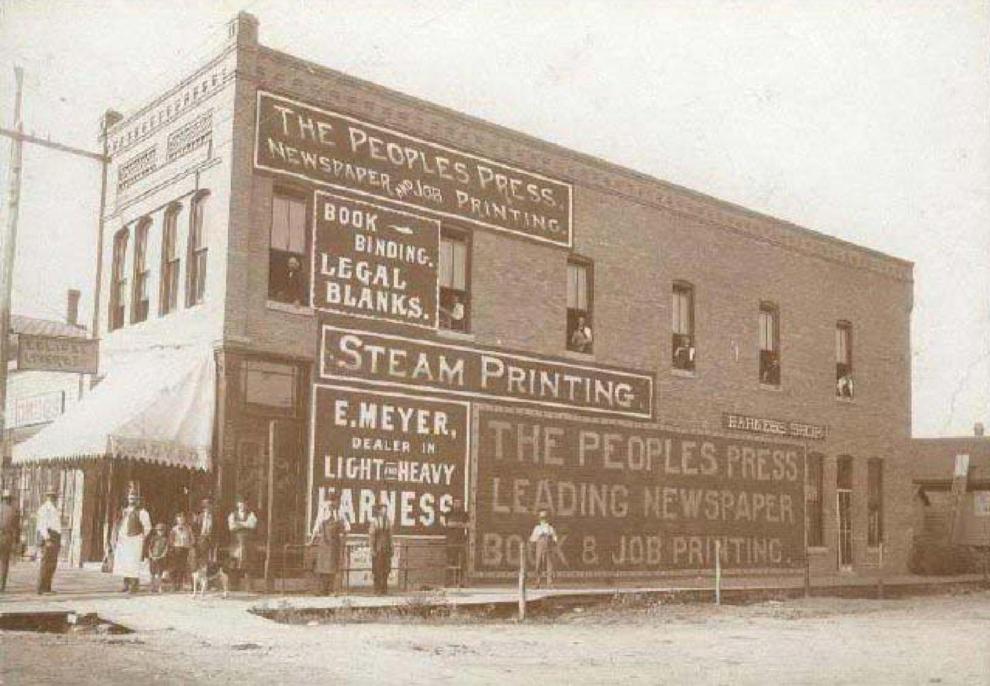 THE PEOPLES PRESS.
NEWSPAPER AND JOB PRINTING.
BOOK
BINDING.
LEGAL
BLANKS.
STEAM PRINTING.
E. MEYER,
DEALER IN
LIGHT AND HEAVY
HARNESS
HARNESS SHOP
THE PEOPLES PRESS
LEADING NEWSPAPER
BOOK & JOB PRINTING.